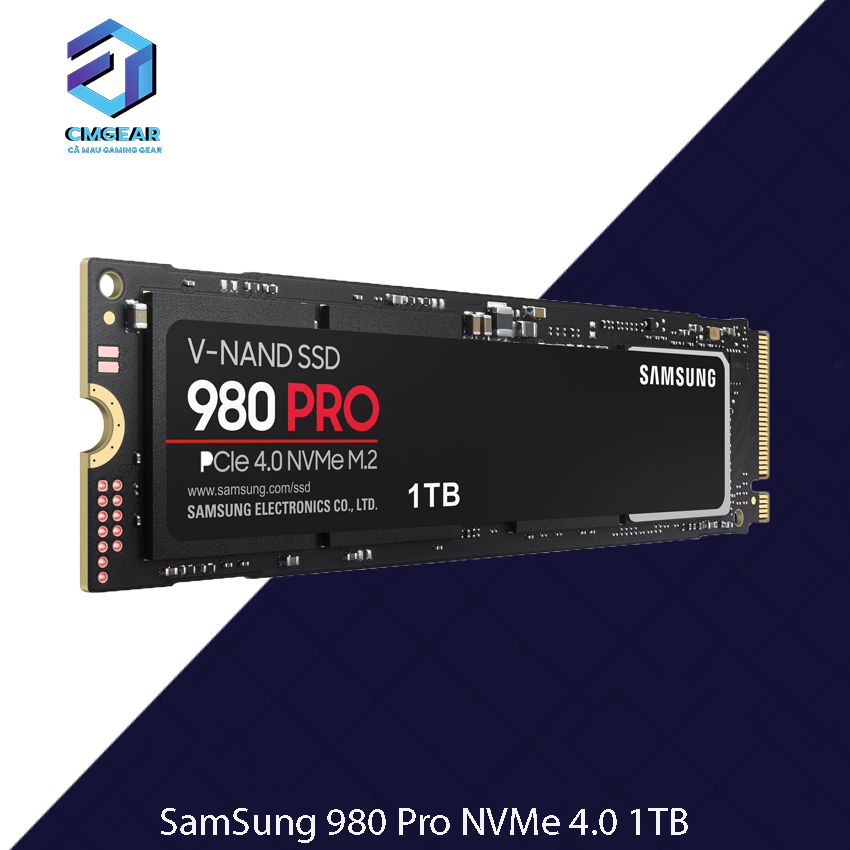 CMGEAR
CÀ MAU GAMING GEAR
V-NAND SSD
980 PRO
PCIe 4.0 NVMe M.2
www.samsung.com/ssd
SAMSUNG ELECTRONICS CO., LTD.
1TB
SAMSUNG
SamSung 980 Pro NVMe 4.0 1TB